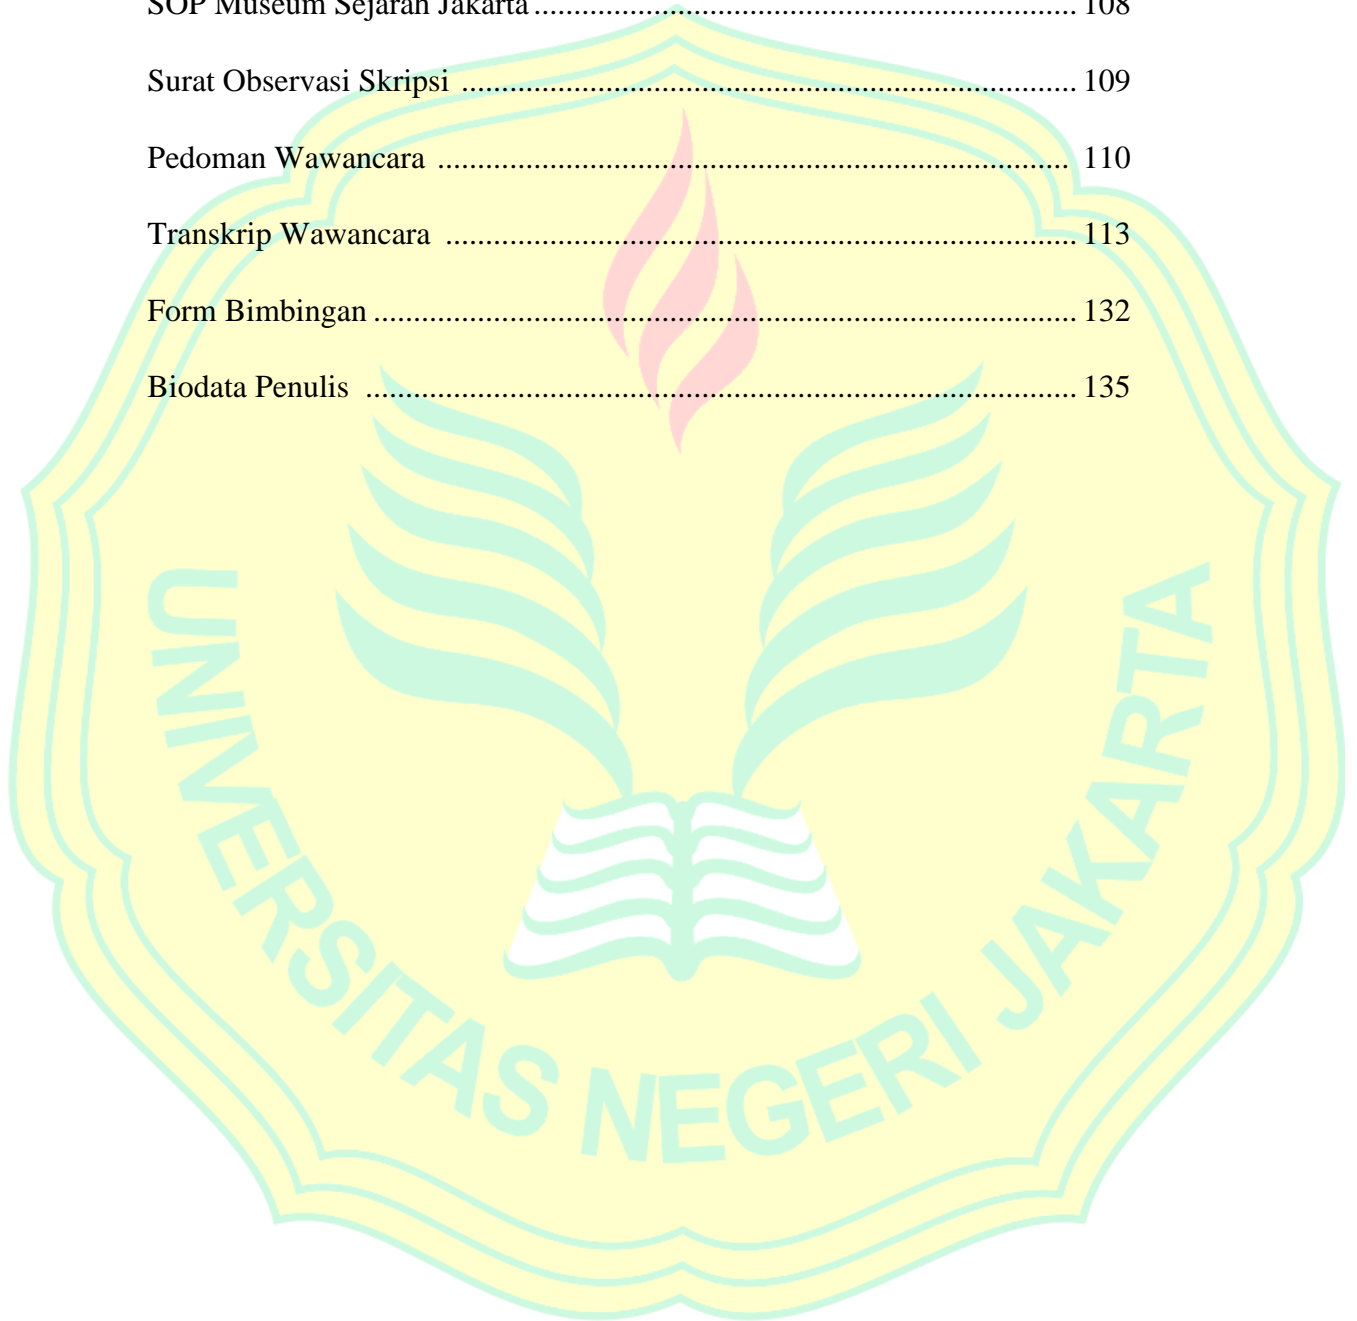 SOP Museum Sejarah Jakarta ........................................................................ 108
Surat Observasi Skripsi ................................................................................. 109
Pedoman Wawancara ................................................................................... 110
Transkrip Wawancara ................................................................................... 113
Form Bimbingan ............................................................................................ 132
Biodata Penulis .............................................................................................. 135
UNIVERSITAS NEGERI JAKARTA